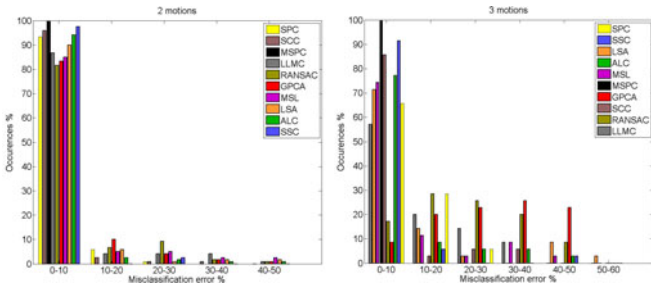 2 motions
100
90
80
70
60
50
40
30
20
10
0
Occurences %
0-10
10-20
20-30
30-40
40-50
Misclassification error %
SPC
SCC
MSPC
LLMC
RANSAC
GPCA
MSL
LSA
ALC
SSC
3 motions
100
90
80
70
60
50
40
30
20
10
0
Occurences %
0-10
10-20
20-30
30-40
40-50
50-60
Misclassification error %
SPC
SSC
LSA
ALC
MSL
MSPC
GPCA
SCC
RANSAC
LLMC